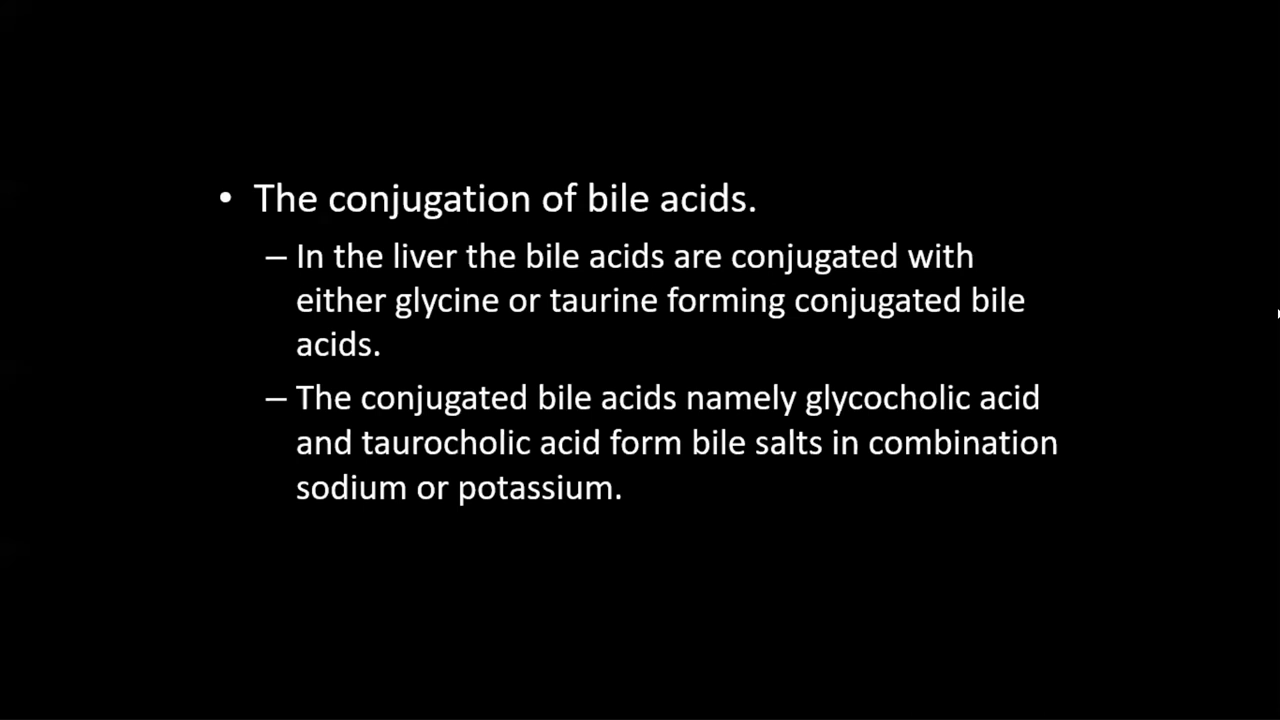 • The conjugation of bile acids.
– In the liver the bile acids are conjugated with
either glycine or taurine forming conjugated bile
acids.
– The conjugated bile acids namely glycocholic acid
and taurocholic acid form bile salts in combination
sodium or potassium.